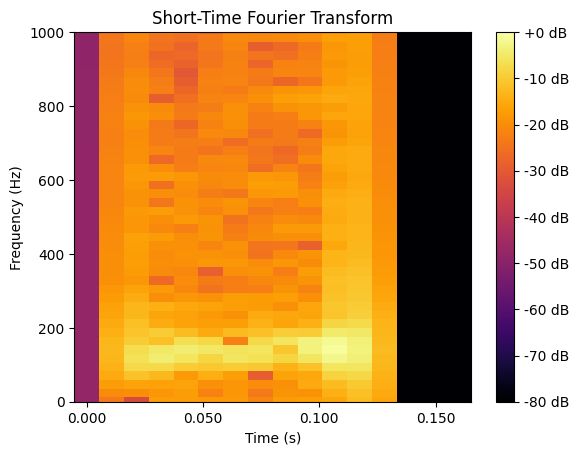 Short-Time Fourier Transform
Frequency (Hz)
1000
800
600
400
200
0
0.000
0.050
0.100
0.150
Time (s)
+0 dB
-10 dB
-20 dB
-30 dB
-40 dB
-50 dB
-60 dB
-70 dB
-80 dB